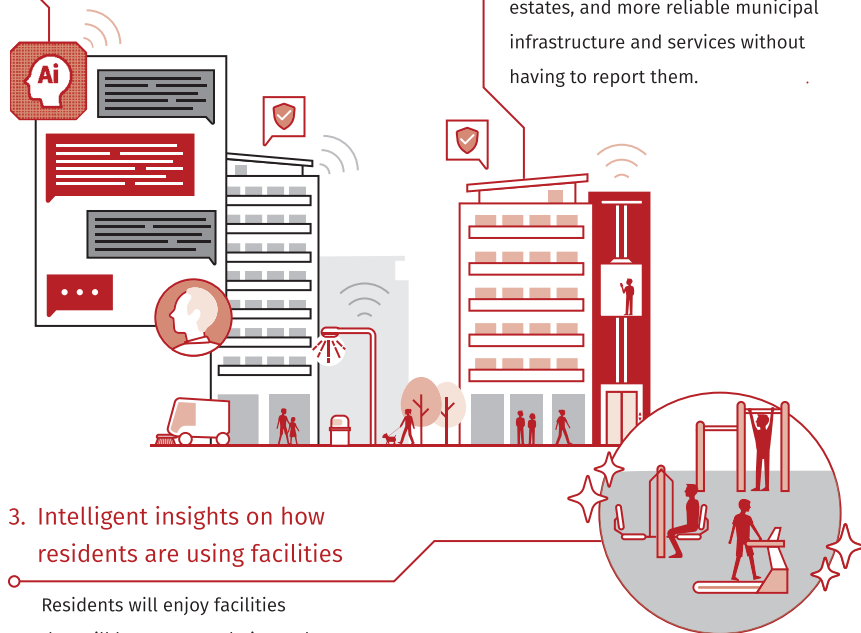 estates, and more reliable municipal
infrastructure and services without
having to report them.
Ai
3. Intelligent insights on how
residents are using facilities
Residents will enjoy facilities